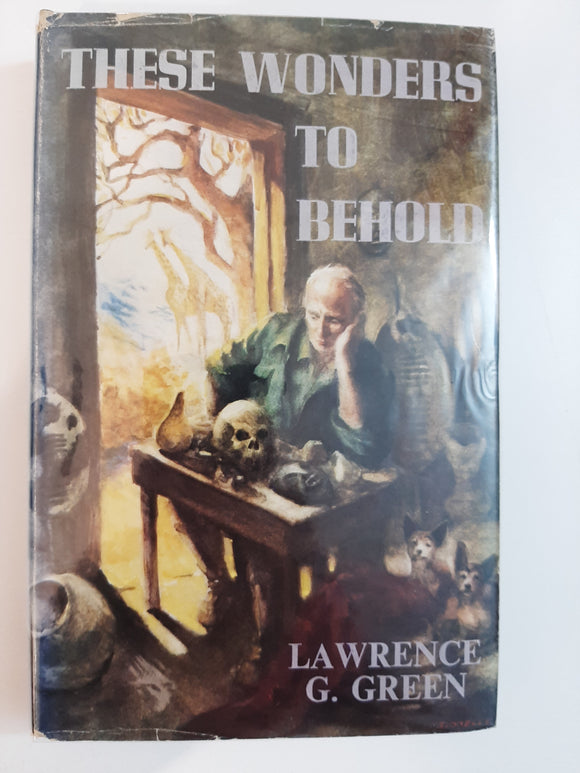 THESE WONDERS
TO
BEHOLD
LAWRENCE
G. GREEN